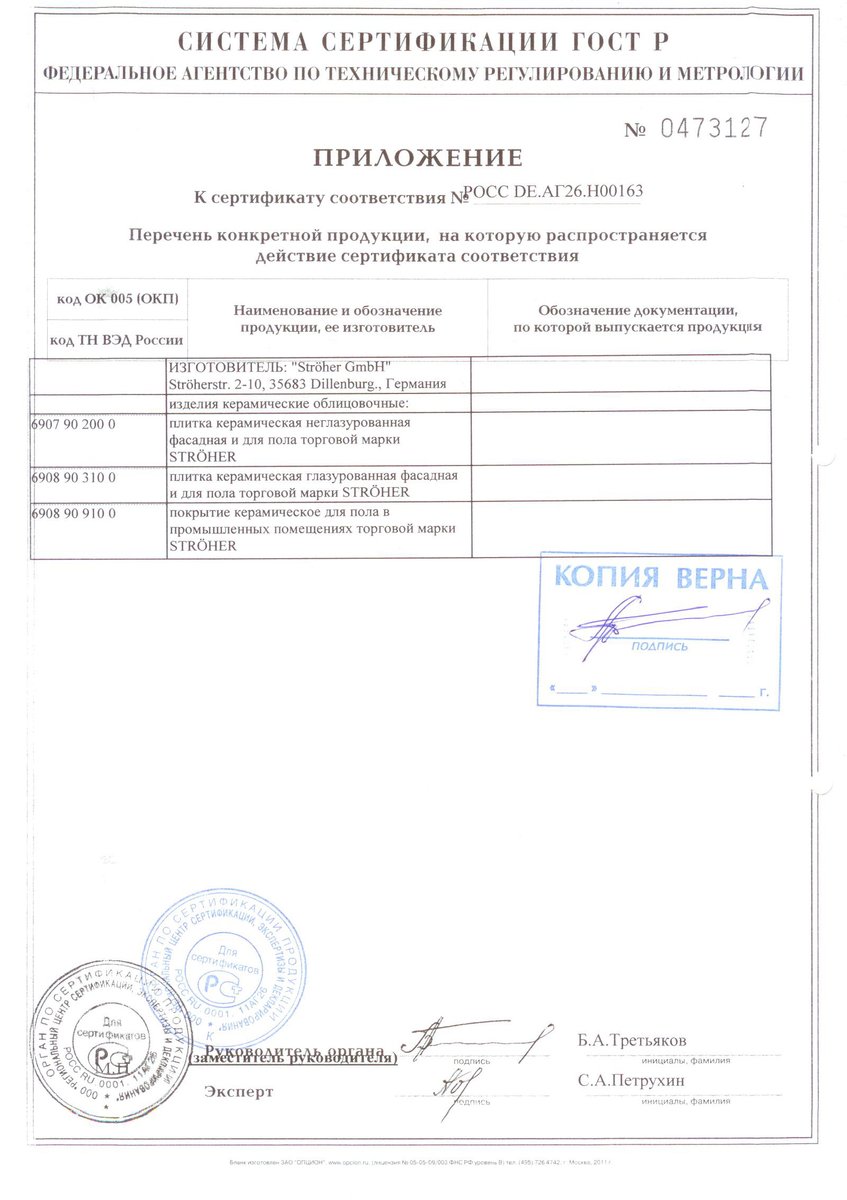 СИСТЕМА СЕРТИФИКАЦИИ ГОСТ Р
ФЕДЕРАЛЬНОЕ АГЕНТСТВО ПО ТЕХНИЧЕСКОМУ РЕГУЛИРОВАНИЮ И МЕТРОЛОГИИ
№ 0473127
ПРИЛОЖЕНИЕ
К сертификату соответствия № РОСС DE.АГ26.Н00163
Перечень конкретной продукции, на которую распространяется
действие сертификата соответствия
код ОК 005 (ОКП)
код ТН ВЭД России
Наименование и обозначение
продукции, ее изготовитель
Обозначение документации,
по которой выпускается продукция
ИЗГОТОВИТЕЛЬ: "Ströher GmbH"
Ströherstr. 2-10, 35683 Dillenburg., Германия
изделия керамические облицовочные:
6907 90 200 0
плитка керамическая неглазурованная
фасадная и для пола торговой марки
STRÖHER
6908 90 310 0
плитка керамическая глазурованная фасадная
и для пола торговой марки STRÖHER
6908 90 910 0
покрытие керамическое для пола в
промышленных помещениях торговой марки
STRÖHER
КОПИЯ ВЕРНА
ПОДПИСЬ
"___" ___________ ____ г.
ОРГАН ПО СЕРТИФИКАЦИИ ПРОДУКЦИИ
ЦЕНТР СЕРТИФИКАЦИИ, ЭКСПЕРТИЗЫ И ДЕКЛАРИРОВАНИЯ"
Для
сертификатов
РОСС RU 0001. 11АГ26
ОРГАН ПО СЕРТИФИКАЦИИ ПРОДУКЦИИ
ООО "РЕГИОНАЛЬНЫЙ ЦЕНТР СЕРТИФИКАЦИИ, ЭКСПЕРТИЗЫ И ДЕКЛАРИРОВАНИЯ"
Для
сертификатов
М.П.
РОСС RU 0001. 11АГ26
Руководитель органа
(заместитель руководителя)
подпись
Б.А.Третьяков
инициалы, фамилия
Эксперт
подпись
С.А.Петрухин
инициалы, фамилия
Бланк изготовлен ЗАО "ОПЦИОН", www.opcion.ru, (лицензия № 05-05-09/003 ФНС РФ уровень В) тел. (495) 726 4742, г. Москва, 2011 г.